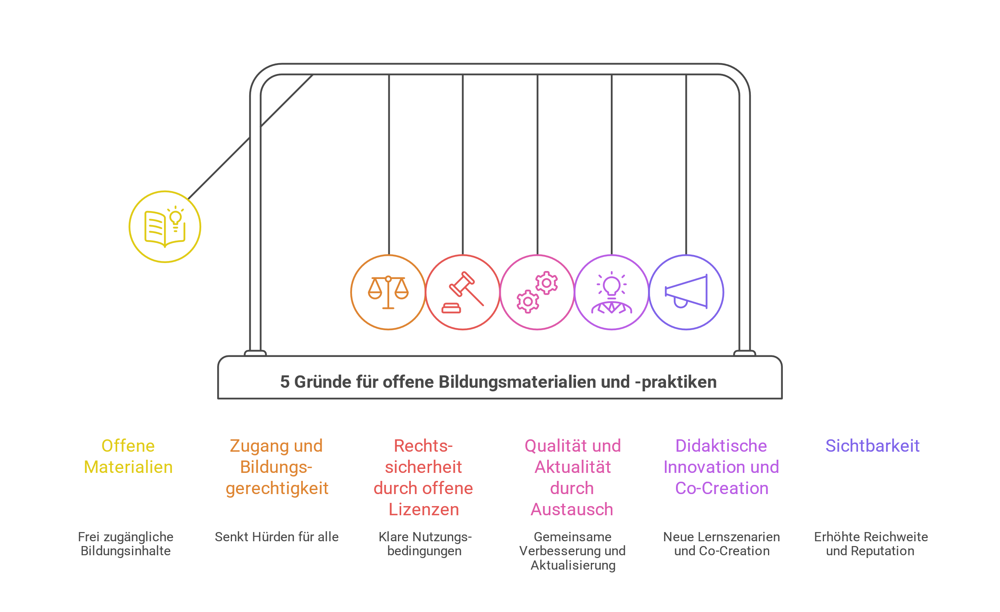 5 Gründe für offene Bildungsmaterialien und -praktiken
Offene
Materialien
Frei zugängliche
Bildungsinhalte
Zugang und
Bildungs-
gerechtigkeit
Senkt Hürden für alle
Rechts-
sicherheit
durch offene
Lizenzen
Klare Nutzungs-
bedingungen
Qualität und
Aktualität
durch
Austausch
Gemeinsame
Verbesserung und
Aktualisierung
Didaktische
Innovation und
Co-Creation
Neue Lernszenarien
und Co-Creation
Sichtbarkeit
Erhöhte Reichweite
und Reputation